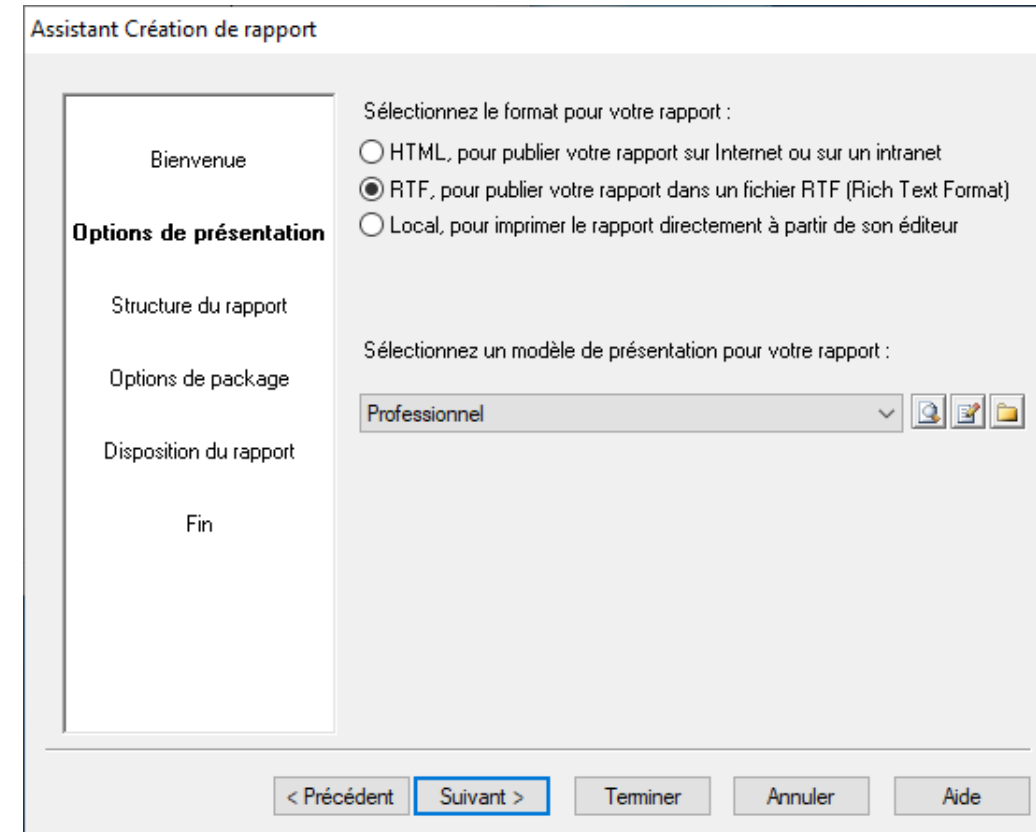 Assistant Création de rapport
Bienvenue
Options de présentation
Structure du rapport
Options de package
Disposition du rapport
Fin
Sélectionnez le format pour votre rapport :
HTML, pour publier votre rapport sur Internet ou sur un intranet
RTF, pour publier votre rapport dans un fichier RTF (Rich Text Format)
Local, pour imprimer le rapport directement à partir de son éditeur
Sélectionnez un modèle de présentation pour votre rapport :
Professionnel
< Précédent Suivant > Terminer Annuler Aide